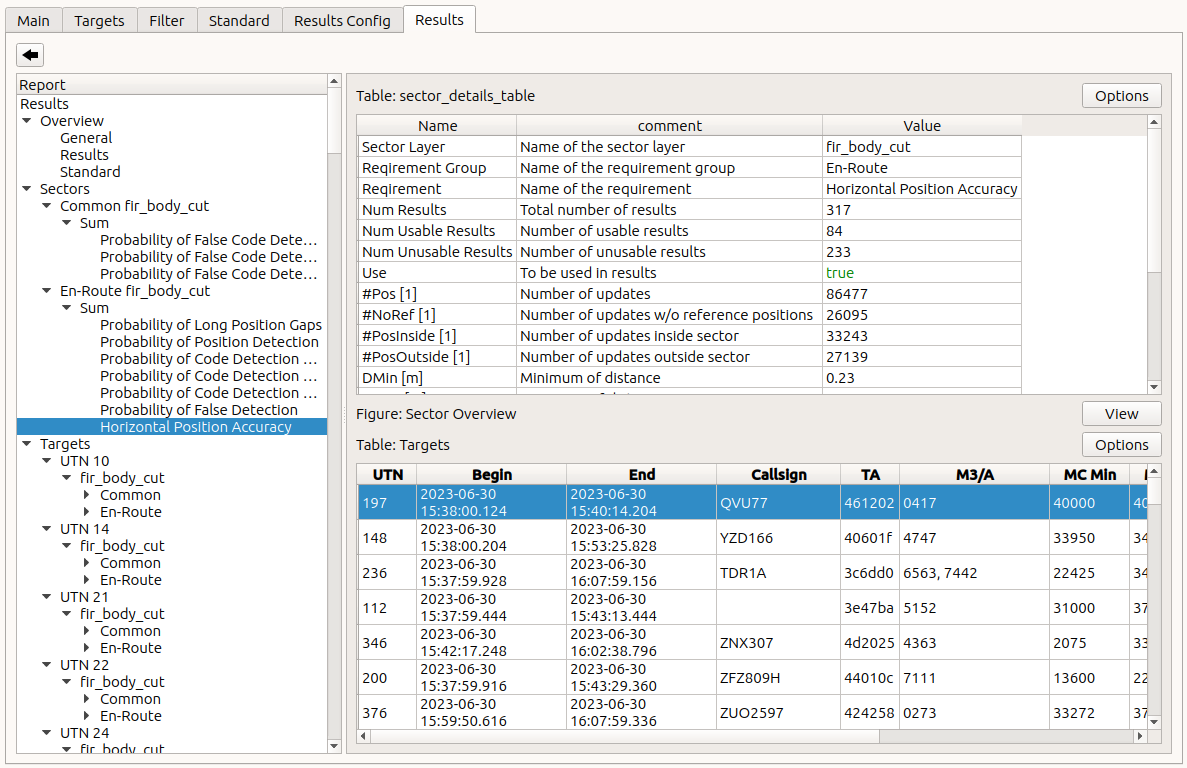 Main Targets Filter Standard Results Config Results
Report
Results
Overview
General
Results
Standard
Sectors
Common fir_body_cut
Sum
Probability of False Code Dete…
Probability of False Code Dete…
Probability of False Code Dete…
En-Route fir_body_cut
Sum
Probability of Long Position Gaps
Probability of Position Detection
Probability of Code Detection …
Probability of Code Detection …
Probability of Code Detection …
Probability of False Detection
Horizontal Position Accuracy
Targets
UTN 10
fir_body_cut
Common
En-Route
UTN 14
fir_body_cut
Common
En-Route
UTN 21
fir_body_cut
Common
En-Route
UTN 22
fir_body_cut
Common
En-Route
UTN 24
fir_body_cut
Table: sector_details_table Options
Name comment Value
Sector Layer Name of the sector layer fir_body_cut
Reqirement Group Name of the requirement group En-Route
Reqirement Name of the requirement Horizontal Position Accuracy
Num Results Total number of results 317
Num Usable Results Number of usable results 84
Num Unusable Results Number of unusable results 233
Use To be used in results true
#Pos [1] Number of updates 86477
#NoRef [1] Number of updates w/o reference positions 26095
#PosInside [1] Number of updates inside sector 33243
#PosOutside [1] Number of updates outside sector 27139
DMin [m] Minimum of distance 0.23
Figure: Sector Overview View
Table: Targets Options
UTN Begin End Callsign TA M3/A MC Min
197 2023-06-30 15:38:00.124 2023-06-30 15:40:14.204 QVU77 461202 0417 40000 40
148 2023-06-30 15:38:00.204 2023-06-30 15:53:25.828 YZD166 40601f 4747 33950 34
236 2023-06-30 15:37:59.928 2023-06-30 16:07:59.156 TDR1A 3c6dd0 6563, 7442 22425 34
112 2023-06-30 15:37:59.444 2023-06-30 15:43:13.444 3e47ba 5152 31000 37
346 2023-06-30 15:42:17.248 2023-06-30 16:02:38.796 ZNX307 4d2025 4363 2075 33
200 2023-06-30 15:37:59.916 2023-06-30 15:43:29.360 ZFZ809H 44010c 7111 13600 22
376 2023-06-30 15:59:50.616 2023-06-30 16:07:59.336 ZUO2597 424258 0273 33272 37